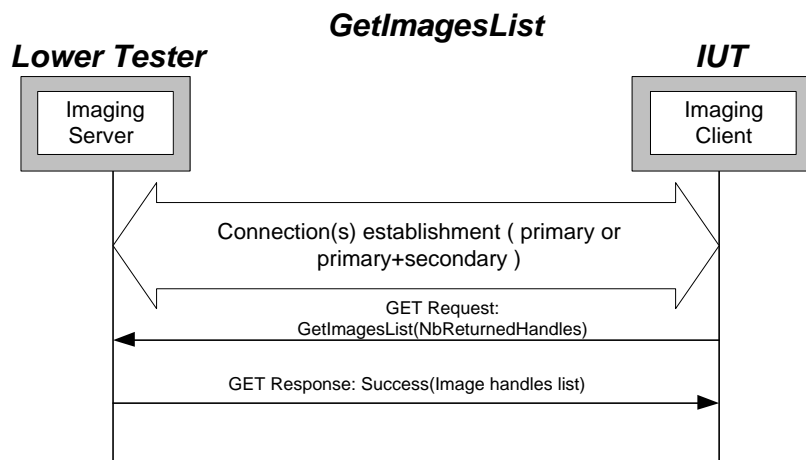 GetImagesList
Lower Tester
IUT
Imaging
Server
Imaging
Client
Connection(s) establishment ( primary or
primary+secondary )
GET Request:
GetImagesList(NbReturnedHandles)
GET Response: Success(Image handles list)